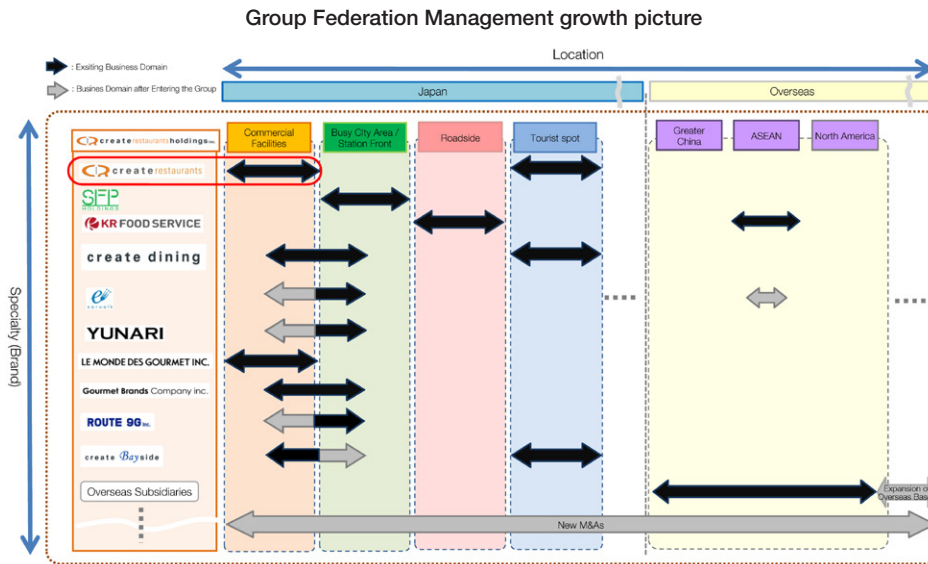 Group Federation Management growth picture
Location
: Exsiting Business Domain
: Busines Domain after Entering the Group
Japan
Overseas
Specialty (Brand)
create restaurants holdings inc.
Commercial
Facilities
Busy City Area /
Station Front
Roadside
Tourist spot
Greater
China
ASEAN
North America
create restaurants
SFP
HOLDINGS
KR FOOD SERVICE
create dining
YUNARI
LE MONDE DES GOURMET INC.
Gourmet Brands Company inc.
ROUTE 9G inc.
create Bayside
Overseas Subsidiaries
Expansion of
Overseas Base
New M&As